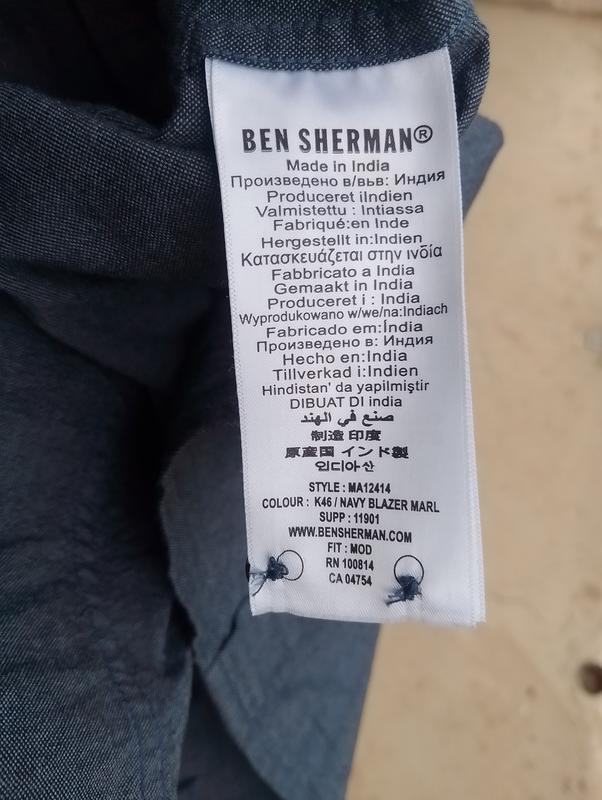 BEN SHERMAN®
Made in India
Произведено в/вьв: Индия
Produceret iIndien
Valmistettu : Intiassa
Fabriqué:en Inde
Hergestellt in:Indien
Κατασκευάζεται στην ινδία
Fabbricato a India
Gemaakt in India
Produceret i : India
Wyprodukowano w/we/na:Indiach
Fabricado em:Índia
Произведено в: Индия
Hecho en:India
Tillverkad i:Indien
Hindistan' da yapilmiştir
DIBUAT DI india
صنع في الهند
制造 印度
原産国 インド製
인디아산
STYLE : MA12414
COLOUR : K46 / NAVY BLAZER MARL
SUPP : 11901
WWW.BENSHERMAN.COM
FIT : MOD
RN 100814
CA 04754